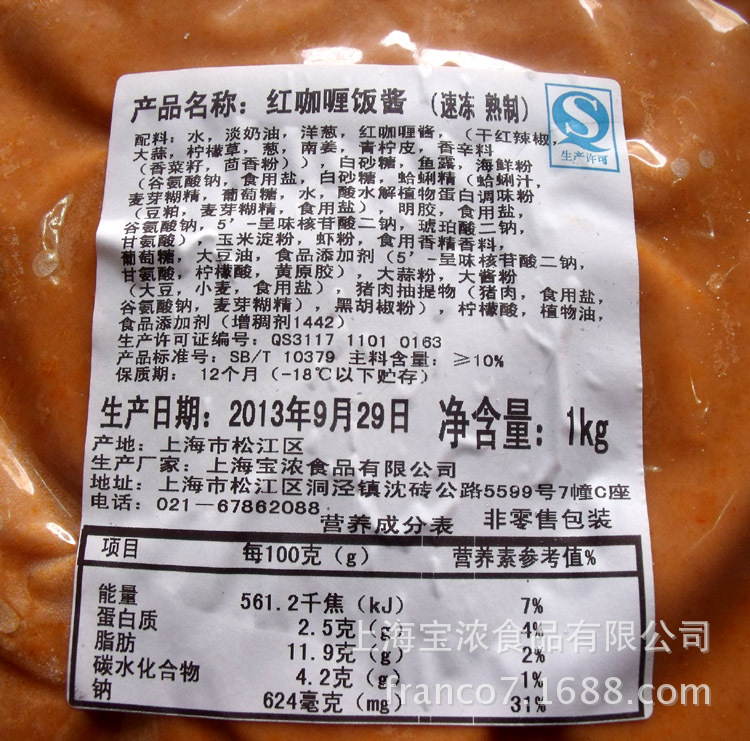 产品名称：红咖喱饭酱（速冻 熟制）
生产许可
配料：水，淡奶油，洋葱，红咖喱酱，（干红辣椒，
大蒜，柠檬草，葱，南姜，青柠皮，香辛料
（香菜籽，茴香粉）），白砂糖，鱼露，海鲜粉
（谷氨酸钠，食用盐，白砂糖，蛤蜊精（蛤蜊汁，
麦芽糊精，葡萄糖，水，酸水解植物蛋白调味粉
（豆粕，麦芽糊精，食用盐），明胶，食用盐，
谷氨酸钠，5’-呈味核苷酸二钠，琥珀酸二钠，
甘氨酸），玉米淀粉，虾粉，食用香精香料，
葡萄糖，大豆油，食品添加剂（5’-呈味核苷酸二钠，
甘氨酸，柠檬酸，黄原胶），大蒜粉，大酱粉
（大豆，小麦，食用盐），猪肉抽提物（猪肉，食用盐，
谷氨酸钠，麦芽糊精），黑胡椒粉），柠檬酸，植物油，
食品添加剂（增稠剂1442）
生产许可证编号：QS3117 1101 0163
产品标准号：SB/T 10379 主料含量：≥10%
保质期：12个月（-18℃以下贮存）
生产日期：2013年9月29日 净含量：1kg
产地：上海市松江区
生产厂家：上海宝浓食品有限公司
地址：上海市松江区洞泾镇沈砖公路5599号7幢C座
电话：021-67862088
营养成分表 非零售包装
项目 每100克（g） 营养素参考值%
能量 561.2千焦（kJ） 7%
蛋白质 2.5克（g） 4%
脂肪 11.9克（g） 2%
碳水化合物 4.2克（g） 1%
钠 624毫克（mg） 31%
上海宝浓食品有限公司
franco7.1688.com